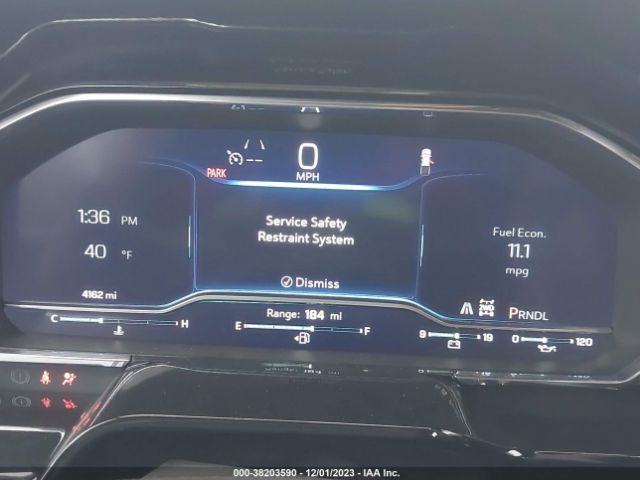 0
MPH
PARK
1:36 PM
40 °F
4162 mi
Service Safety
Restraint System
Dismiss
Fuel Econ.
11.1
mpg
2WD
PRNDL
C H
Range: 184 mi
E F
9 19
0 120
000-38203590 - 12/01/2023 - IAA Inc.